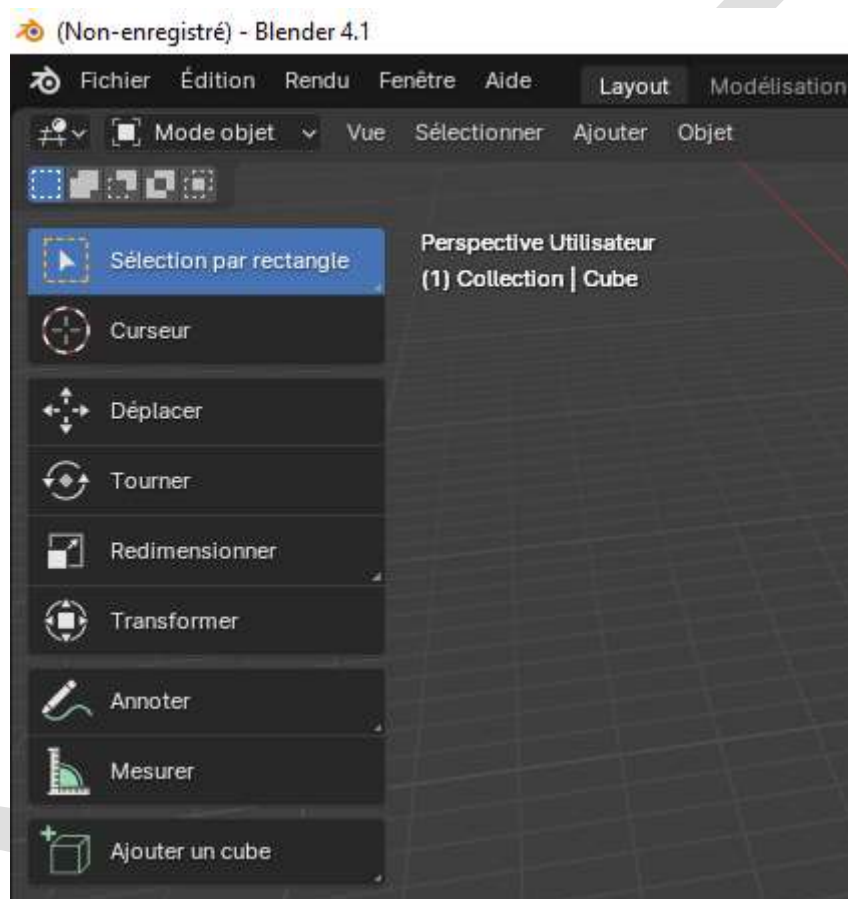 (Non-enregistré) - Blender 4.1
Fichier Édition Rendu Fenêtre Aide Layout Modélisation
Mode objet Vue Sélectionner Ajouter Objet
Sélection par rectangle
Perspective Utilisateur
(1) Collection | Cube
Curseur
Déplacer
Tourner
Redimensionner
Transformer
Annoter
Mesurer
Ajouter un cube